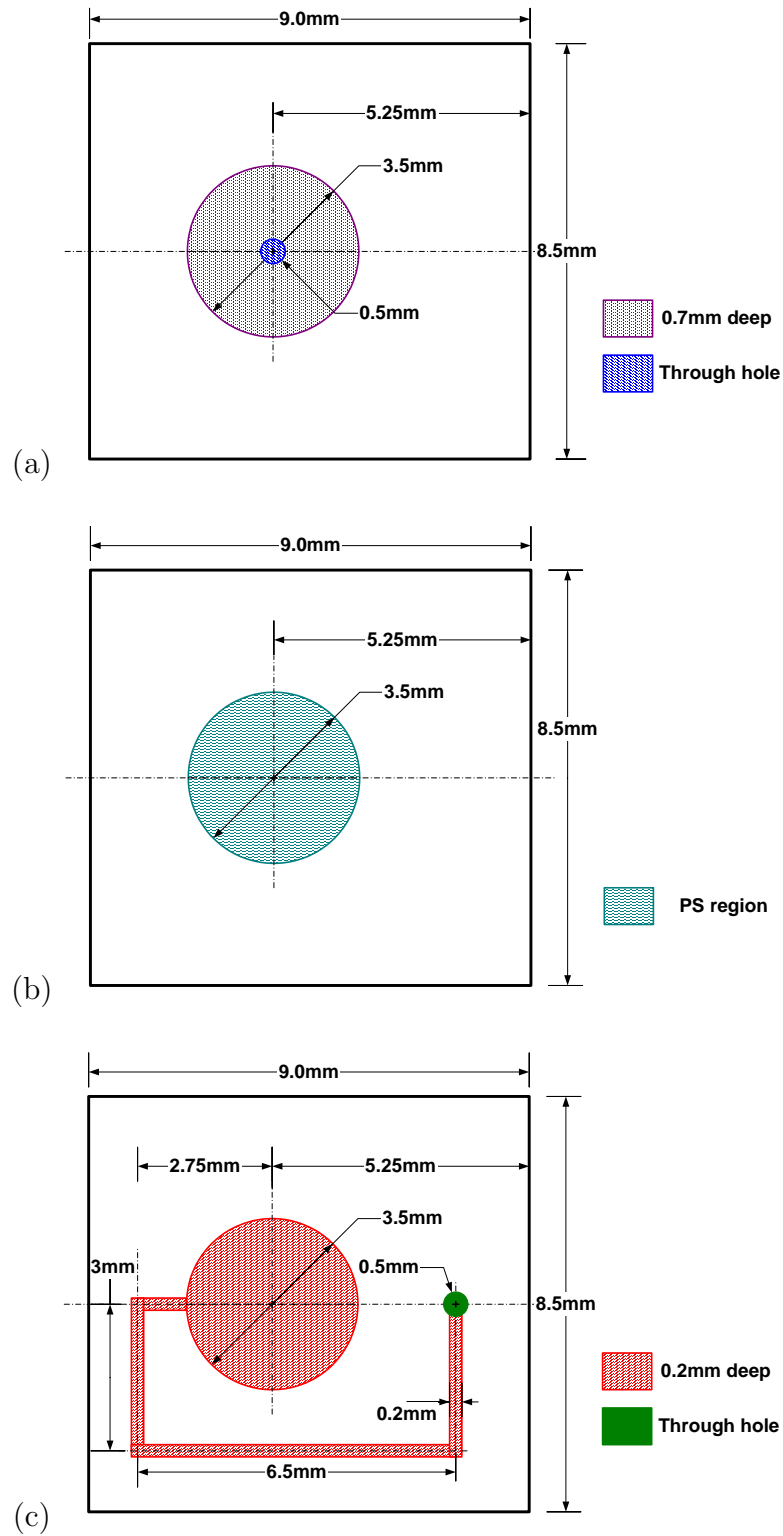 9.0mm
5.25mm
3.5mm
8.5mm
0.5mm
0.7mm deep
Through hole
(a)
9.0mm
5.25mm
3.5mm
8.5mm
PS region
(b)
9.0mm
2.75mm
5.25mm
3.5mm
3mm
0.5mm
8.5mm
0.2mm deep
0.2mm
Through hole
6.5mm
(c)